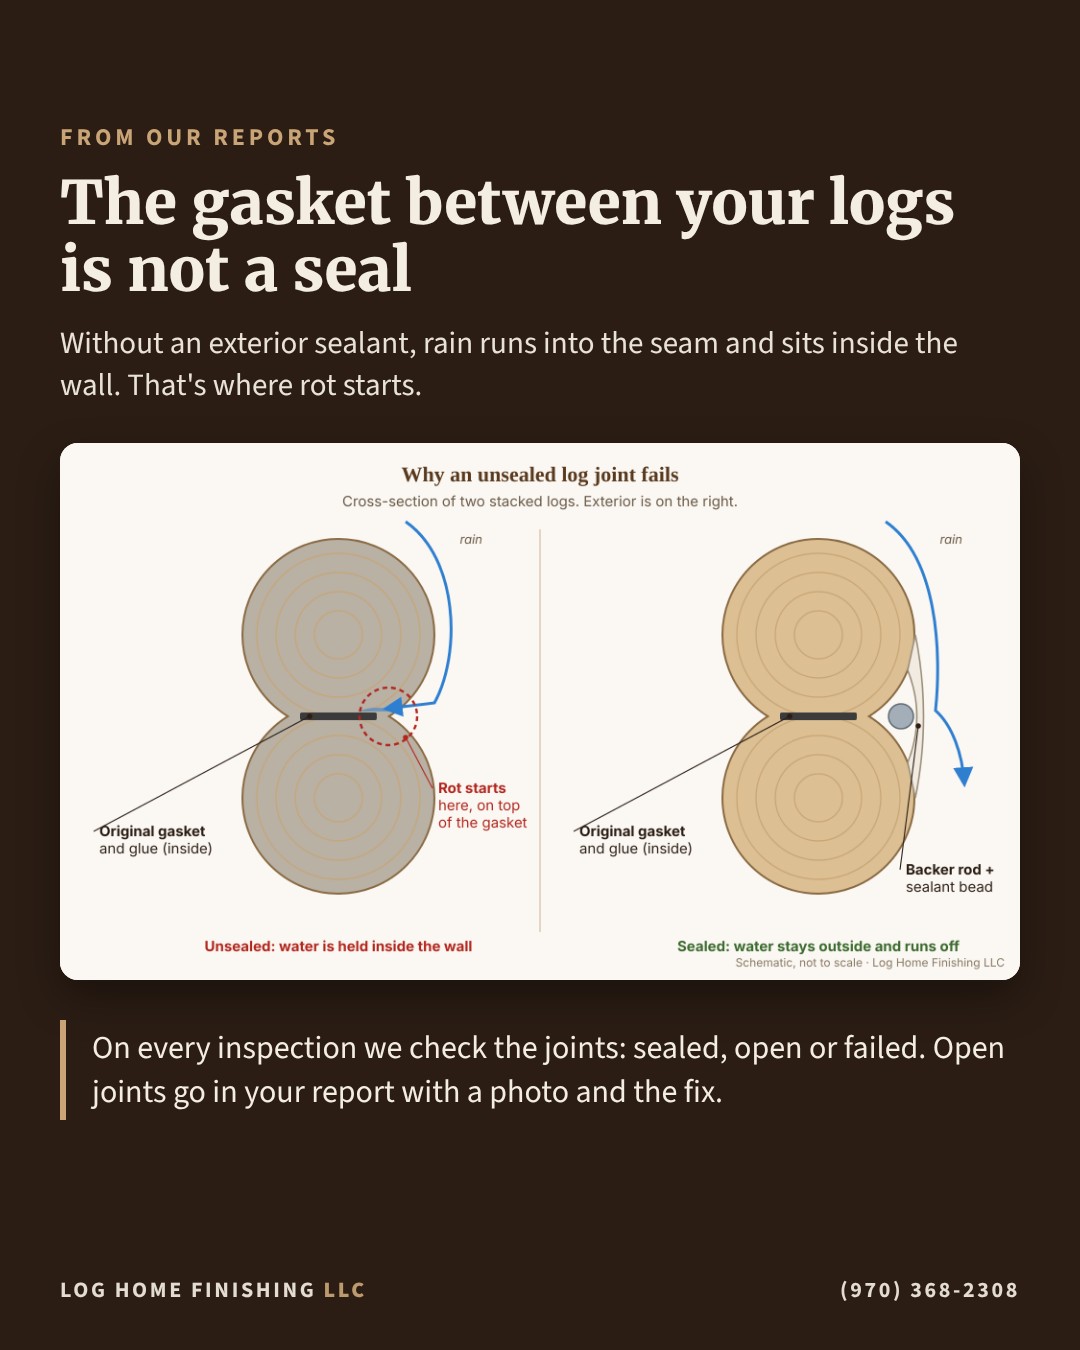 FROM OUR REPORTS
The gasket between your logs
is not a seal
Without an exterior sealant, rain runs into the seam and sits inside the
wall. That's where rot starts.
Why an unsealed log joint fails
Cross-section of two stacked logs. Exterior is on the right.
rain
Rot starts
here, on top
of the gasket
Original gasket
and glue (inside)
Unsealed: water is held inside the wall
rain
Original gasket
and glue (inside)
Backer rod +
sealant bead
Sealed: water stays outside and runs off
Schematic, not to scale · Log Home Finishing LLC
On every inspection we check the joints: sealed, open or failed. Open
joints go in your report with a photo and the fix.
LOG HOME FINISHING LLC
(970) 368-2308